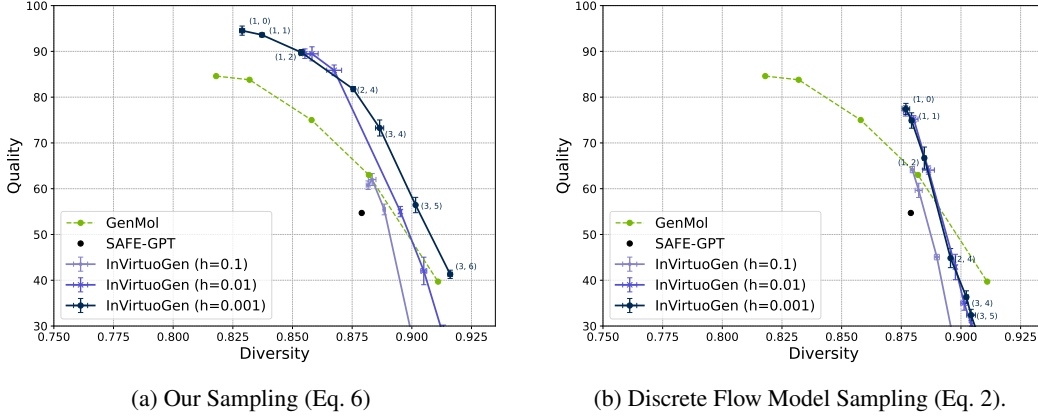 100
90
80
70
60
50
40
30
Quality
0.750 0.775 0.800 0.825 0.850 0.875 0.900 0.925
Diversity
(1, 0)
(1, 1)
(1, 2)
(2, 4)
(3, 4)
(3, 5)
(3, 6)
GenMol
SAFE-GPT
InVirtuoGen (h=0.1)
InVirtuoGen (h=0.01)
InVirtuoGen (h=0.001)
(a) Our Sampling (Eq. 6)
100
90
80
70
60
50
40
30
Quality
0.750 0.775 0.800 0.825 0.850 0.875 0.900 0.925
Diversity
(1, 0)
(1, 1)
(1, 2)
(2, 4)
(3, 4)
(3, 5)
GenMol
SAFE-GPT
InVirtuoGen (h=0.1)
InVirtuoGen (h=0.01)
InVirtuoGen (h=0.001)
(b) Discrete Flow Model Sampling (Eq. 2).